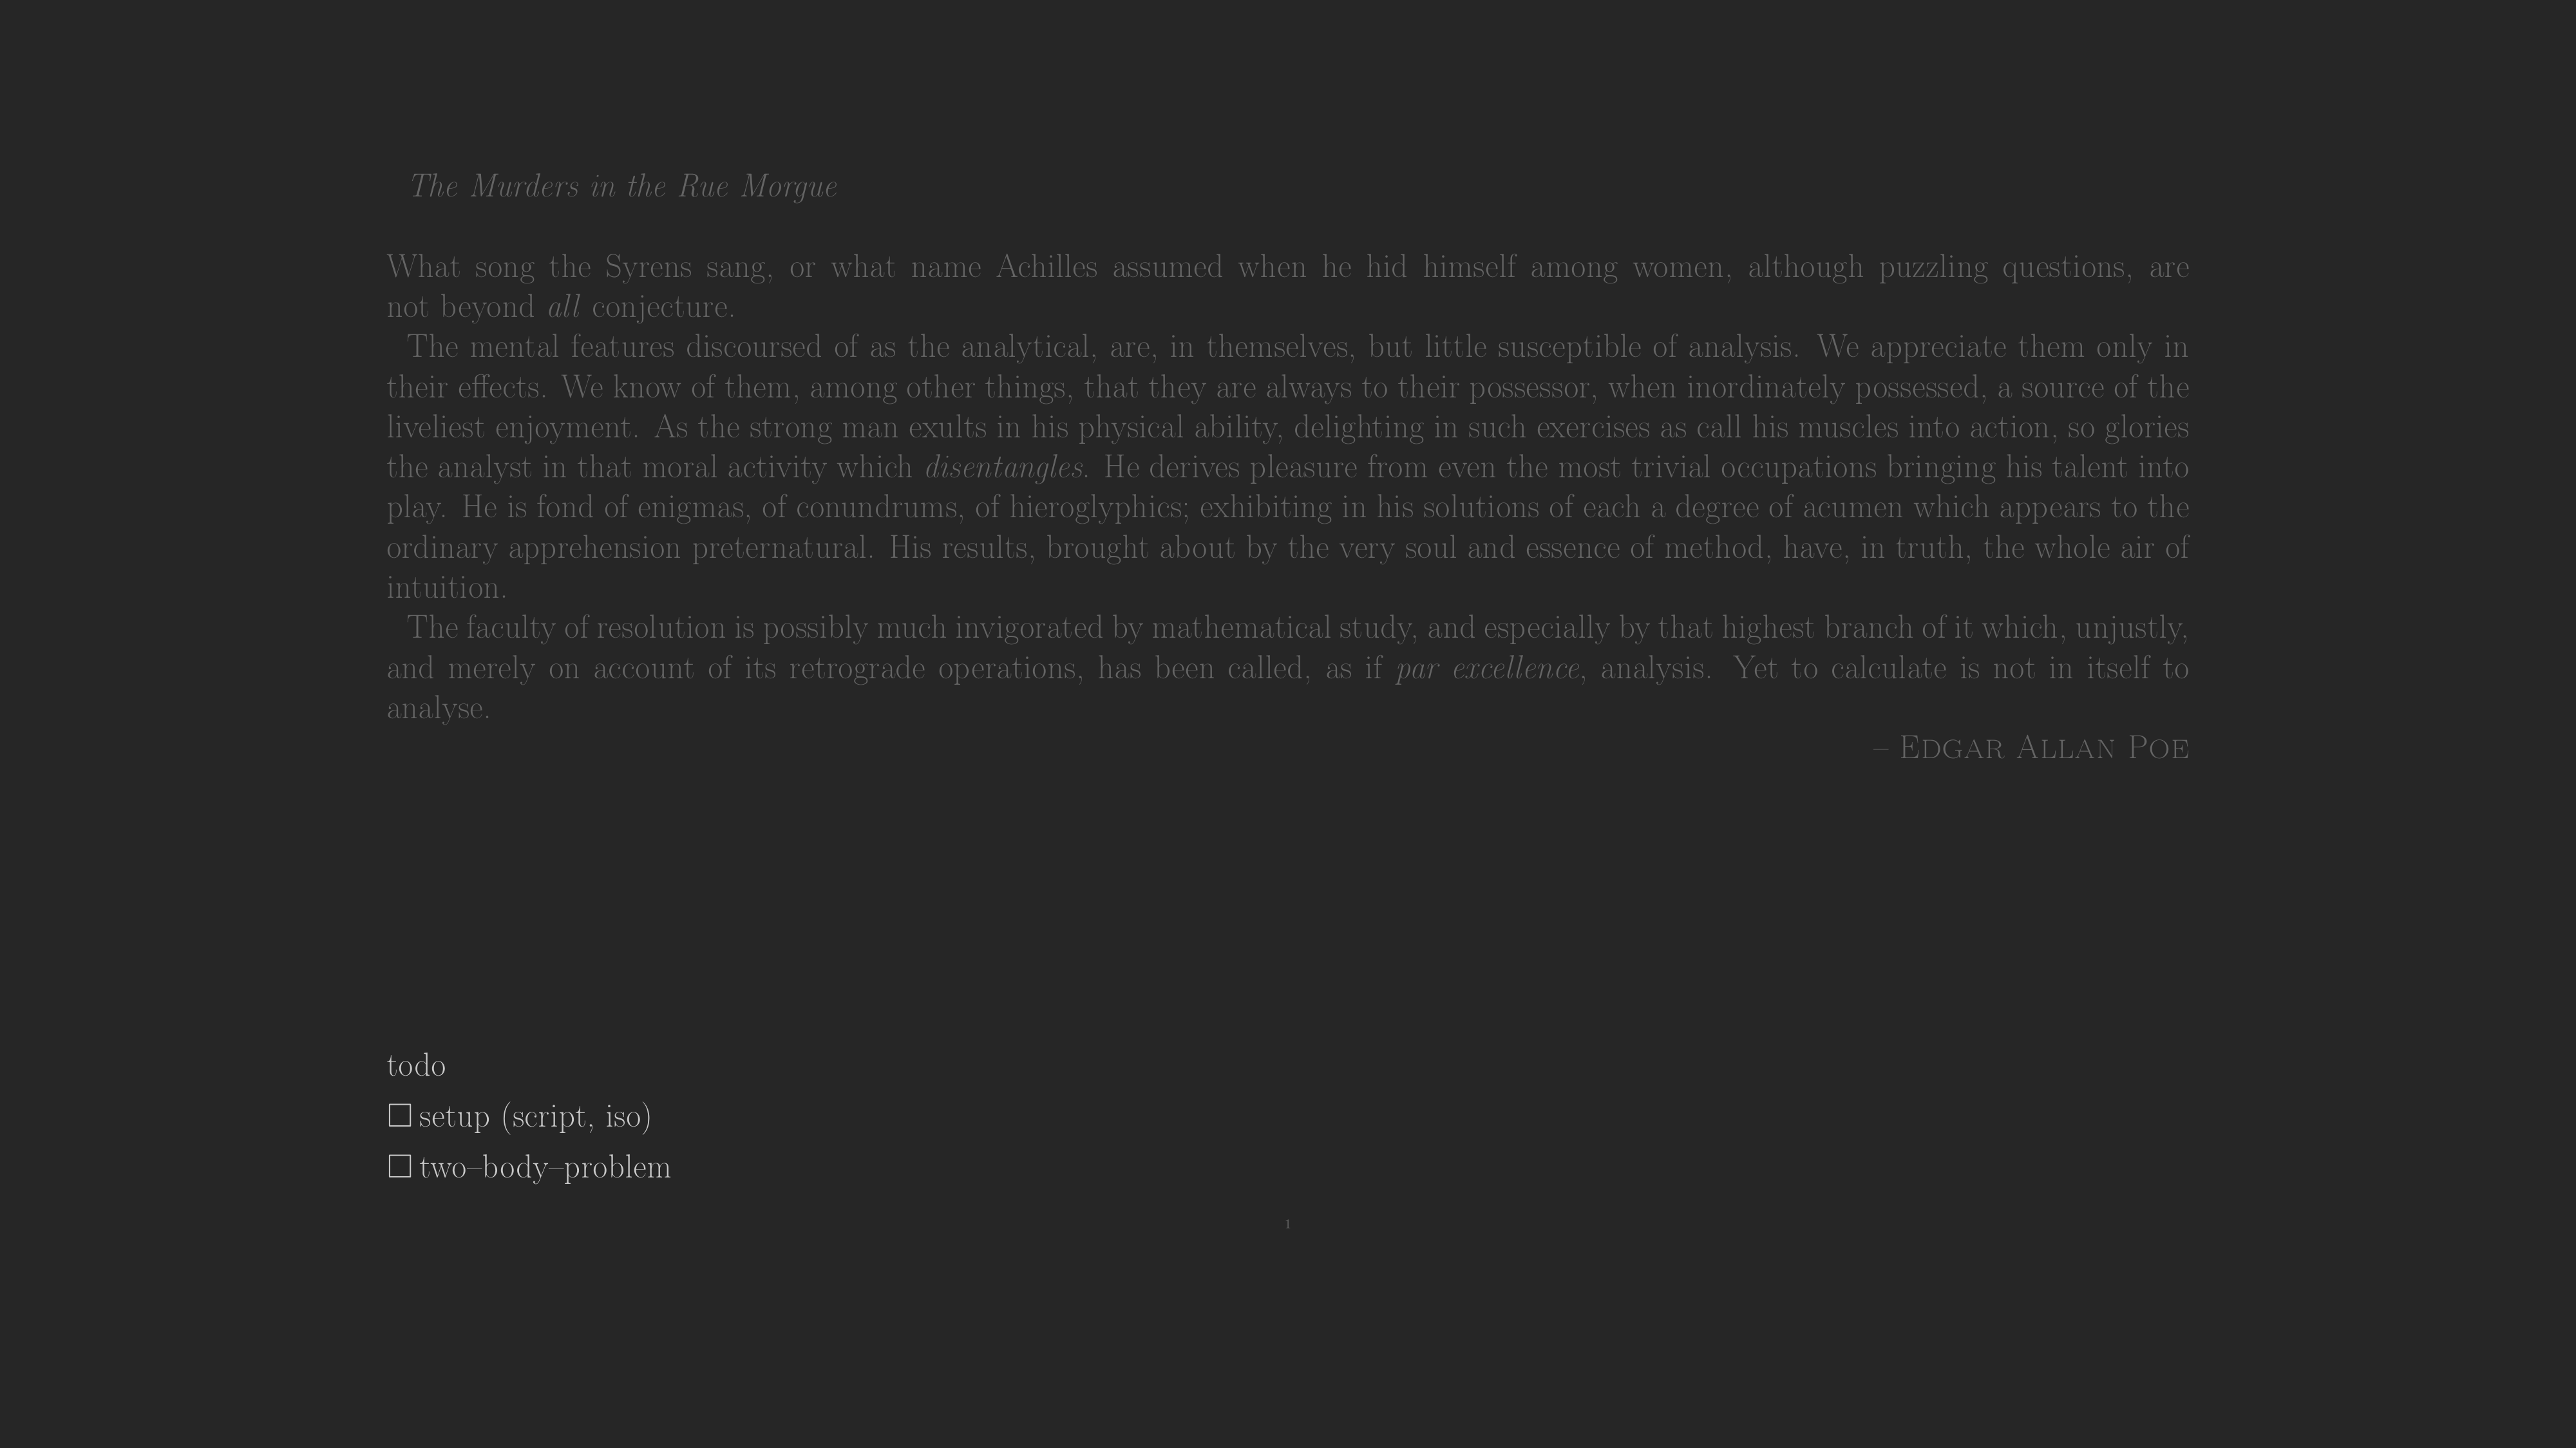 The Murders in the Rue Morgue
What song the Syrens sang, or what name Achilles assumed when he hid himself among women, although puzzling questions, are
not beyond all conjecture.
The mental features discoursed of as the analytical, are, in themselves, but little susceptible of analysis. We appreciate them only in
their effects. We know of them, among other things, that they are always to their possessor, when inordinately possessed, a source of the
liveliest enjoyment. As the strong man exults in his physical ability, delighting in such exercises as call his muscles into action, so glories
the analyst in that moral activity which disentangles. He derives pleasure from even the most trivial occupations bringing his talent into
play. He is fond of enigmas, of conundrums, of hieroglyphics; exhibiting in his solutions of each a degree of acumen which appears to the
ordinary apprehension preternatural. His results, brought about by the very soul and essence of method, have, in truth, the whole air of
intuition.
The faculty of resolution is possibly much invigorated by mathematical study, and especially by that highest branch of it which, unjustly,
and merely on account of its retrograde operations, has been called, as if par excellence, analysis. Yet to calculate is not in itself to
analyse.
– EDGAR ALLAN POE
todo
☐ setup (script, iso)
☐ two–body–problem
1